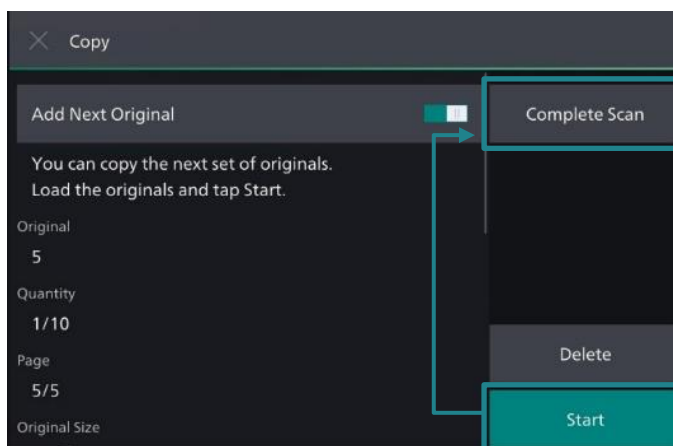 Copy
Add Next Original
Complete Scan
You can copy the next set of originals.
Load the originals and tap Start.
Original
5
Quantity
1/10
Page
5/5
Original Size
Delete
Start